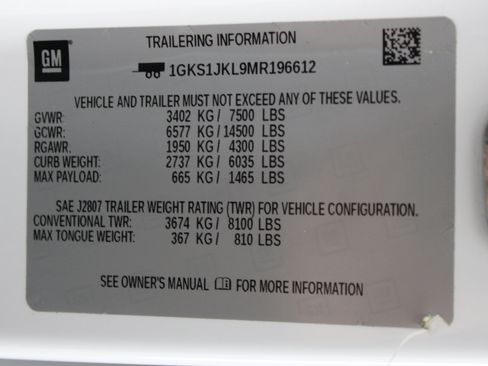 GM
TRAILERING INFORMATION
1GKS1JKL9MR196612
VEHICLE AND TRAILER MUST NOT EXCEED ANY OF THESE VALUES.
GVWR: 3402 KG / 7500 LBS
GCWR: 6577 KG / 14500 LBS
RGAWR: 1950 KG / 4300 LBS
CURB WEIGHT: 2737 KG / 6035 LBS
MAX PAYLOAD: 665 KG / 1465 LBS
SAE J2807 TRAILER WEIGHT RATING (TWR) FOR VEHICLE CONFIGURATION.
CONVENTIONAL TWR: 3674 KG / 8100 LBS
MAX TONGUE WEIGHT: 367 KG / 810 LBS
SEE OWNER'S MANUAL FOR MORE INFORMATION